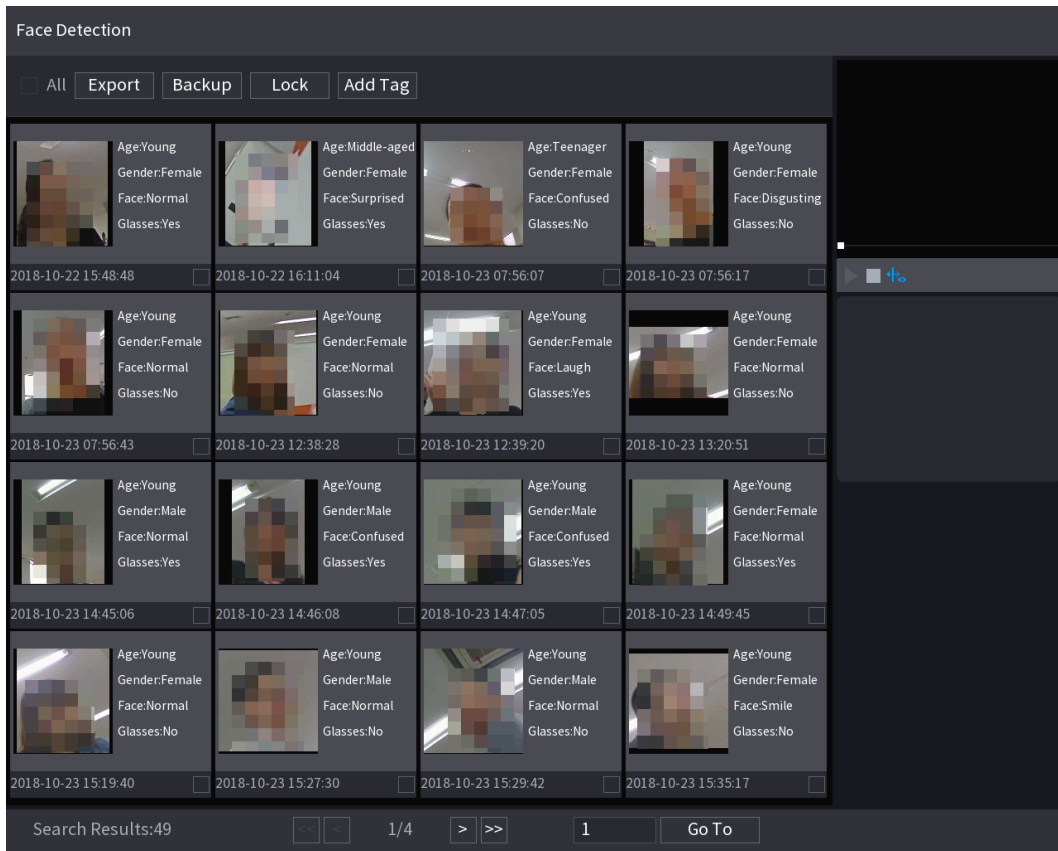 Face Detection
All Export Backup Lock Add Tag
Age:Young
Gender:Female
Face:Normal
Glasses:Yes
2018-10-22 15:48:48
Age:Middle-aged
Gender:Female
Face:Surprised
Glasses:Yes
2018-10-22 16:11:04
Age:Teenager
Gender:Female
Face:Confused
Glasses:No
2018-10-23 07:56:07
Age:Young
Gender:Female
Face:Disgusting
Glasses:No
2018-10-23 07:56:17
Age:Young
Gender:Female
Face:Normal
Glasses:No
2018-10-23 07:56:43
Age:Young
Gender:Female
Face:Normal
Glasses:No
2018-10-23 12:38:28
Age:Young
Gender:Female
Face:Laugh
Glasses:Yes
2018-10-23 12:39:20
Age:Young
Gender:Female
Face:Normal
Glasses:No
2018-10-23 13:20:51
Age:Young
Gender:Male
Face:Normal
Glasses:Yes
2018-10-23 14:45:06
Age:Young
Gender:Male
Face:Confused
Glasses:Yes
2018-10-23 14:46:08
Age:Young
Gender:Male
Face:Confused
Glasses:Yes
2018-10-23 14:47:05
Age:Young
Gender:Female
Face:Normal
Glasses:Yes
2018-10-23 14:49:45
Age:Young
Gender:Female
Face:Normal
Glasses:No
2018-10-23 15:19:40
Age:Young
Gender:Male
Face:Normal
Glasses:No
2018-10-23 15:27:30
Age:Young
Gender:Male
Face:Normal
Glasses:No
2018-10-23 15:29:42
Age:Young
Gender:Female
Face:Smile
Glasses:No
2018-10-23 15:35:17
Search Results:49 << < 1/4 > >> 1 Go To